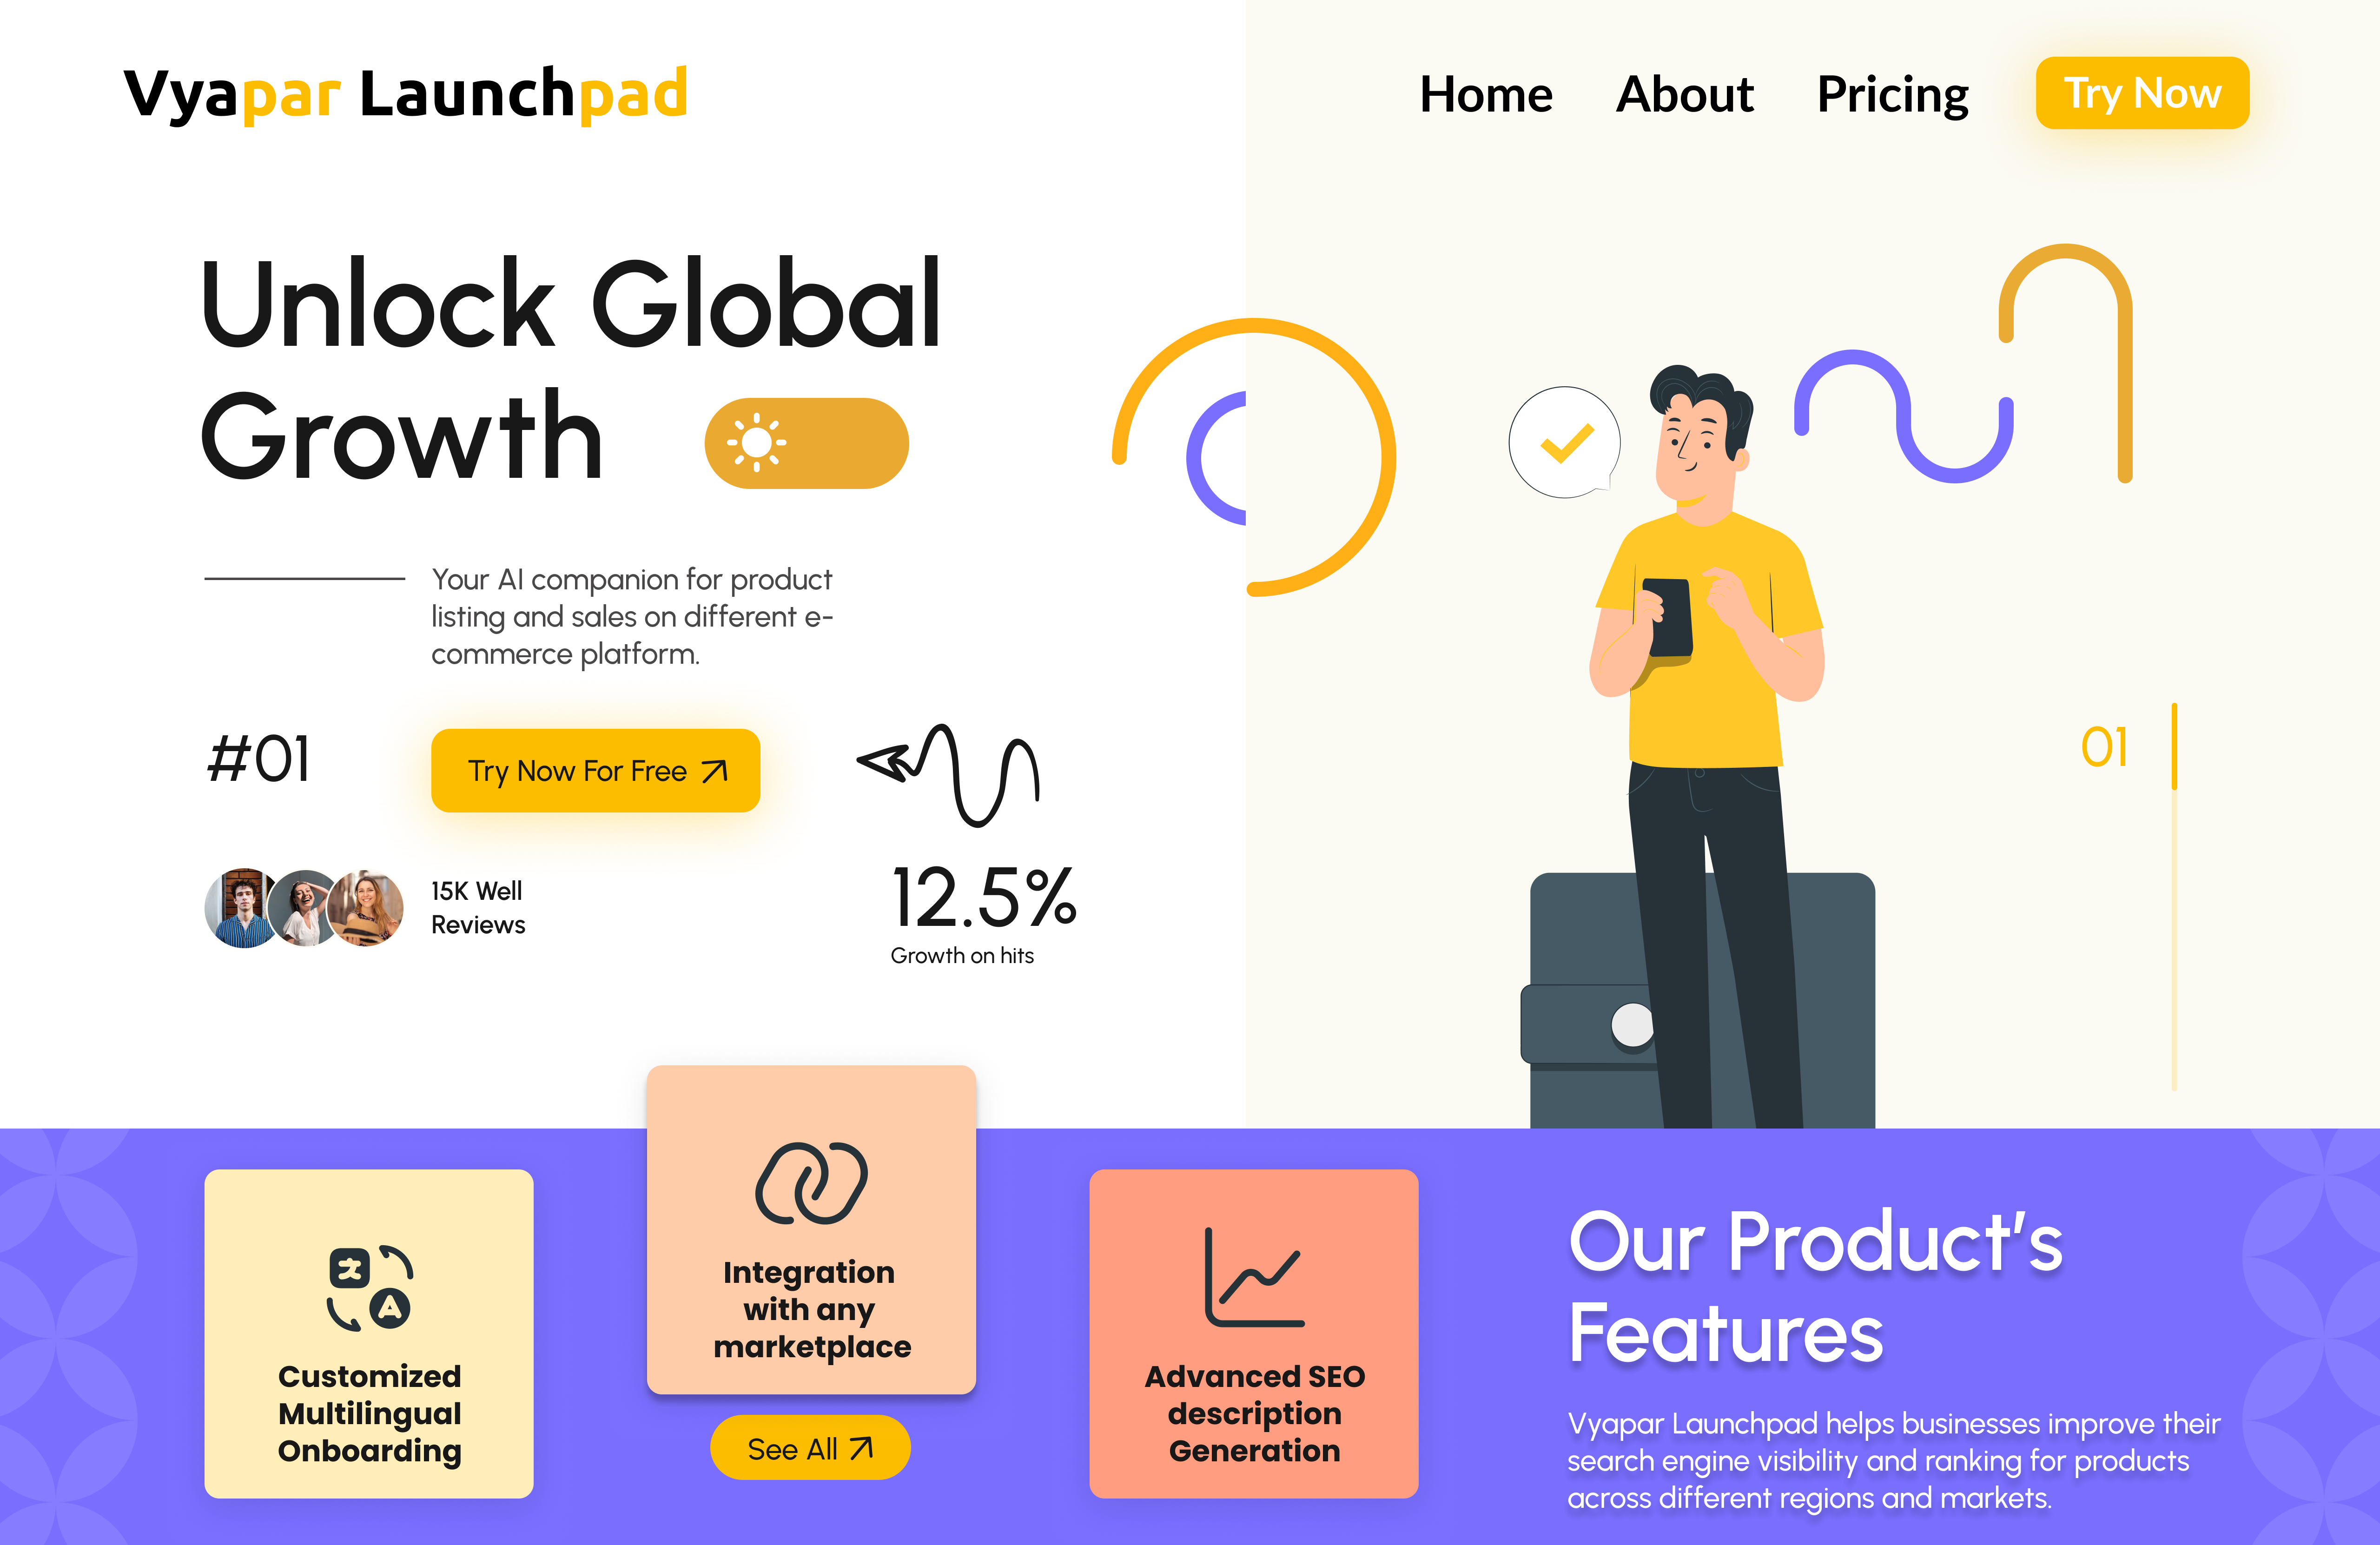 Vyapar Launchpad
Home About Pricing Try Now
Unlock Global
Growth
Your AI companion for product
listing and sales on different e-
commerce platform.
#01
Try Now For Free
15K Well
Reviews
12.5%
Growth on hits
01
Customized
Multilingual
Onboarding
Integration
with any
marketplace
See All
Advanced SEO
description
Generation
Our Product's
Features
Vyapar Launchpad helps businesses improve their
search engine visibility and ranking for products
across different regions and markets.